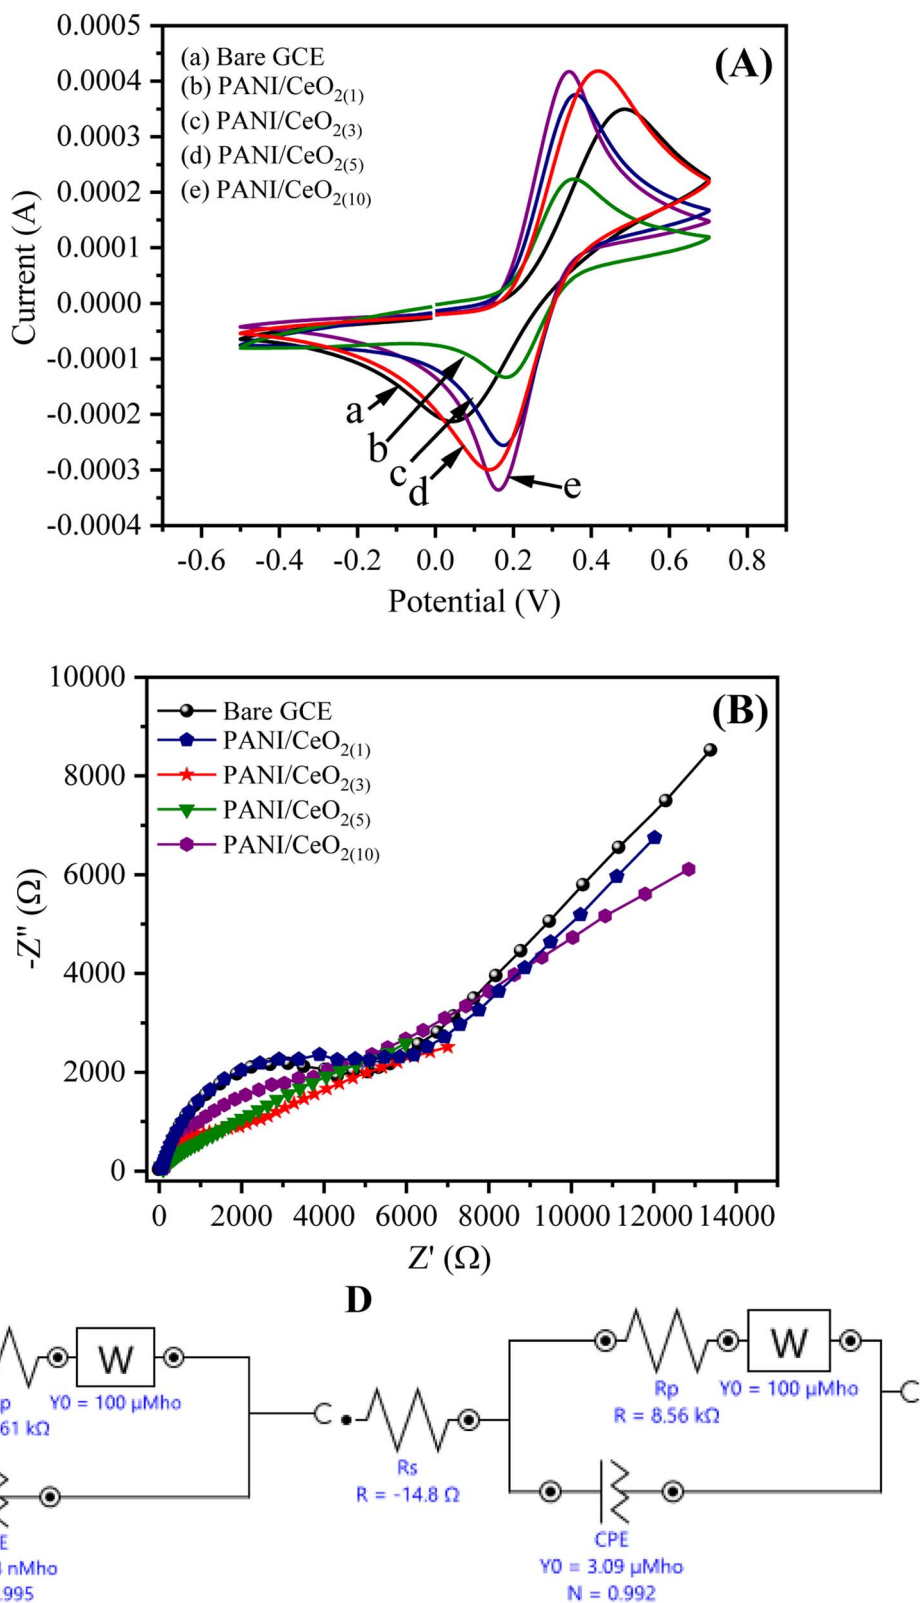 0.0005
0.0004
0.0003
0.0002
0.0001
0.0000
-0.0001
-0.0002
-0.0003
-0.0004
Current (A)
(a) Bare GCE
(b) PANI/CeO2(1)
(c) PANI/CeO2(3)
(d) PANI/CeO2(5)
(e) PANI/CeO2(10)
(A)
a
b
c
d
e
-0.6 -0.4 -0.2 0.0 0.2 0.4 0.6 0.8
Potential (V)
10000
8000
6000
4000
2000
0
-Z" (Ω)
Bare GCE
PANI/CeO2(1)
PANI/CeO2(3)
PANI/CeO2(5)
PANI/CeO2(10)
(B)
0 2000 4000 6000 8000 10000 12000 14000
Z' (Ω)
D
W
p
Y0 = 100 μMho
61 kΩ
C
E
nMho
.995
Rs
R = -14.8 Ω
W
Rp
Y0 = 100 μMho
R = 8.56 kΩ
C
CPE
Y0 = 3.09 μMho
N = 0.992